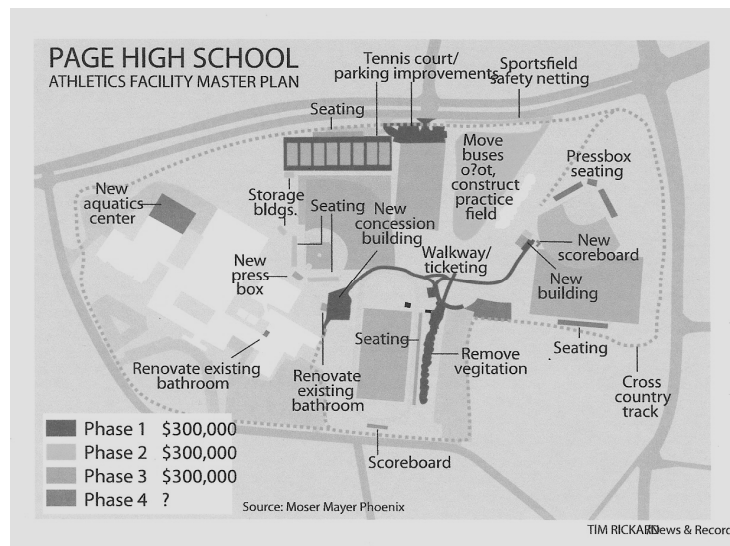 PAGE HIGH SCHOOL
ATHLETICS FACILITY MASTER PLAN
Tennis court/
parking improvements
Sportsfield
safety netting
Seating
Move
buses
o?ot,
construct
practice
field
Pressbox
seating
New
aquatics
center
Storage
bldgs.
Seating
New
concession
building
New
press
box
Walkway/
ticketing
New
scoreboard
New
building
Renovate existing
bathroom
Renovate
existing
bathroom
Seating
Remove
vegitation
Seating
Cross
country
track
Scoreboard
Phase 1 $300,000
Phase 2 $300,000
Phase 3 $300,000
Phase 4 ?
Source: Moser Mayer Phoenix
TIM RICKARD/News & Record